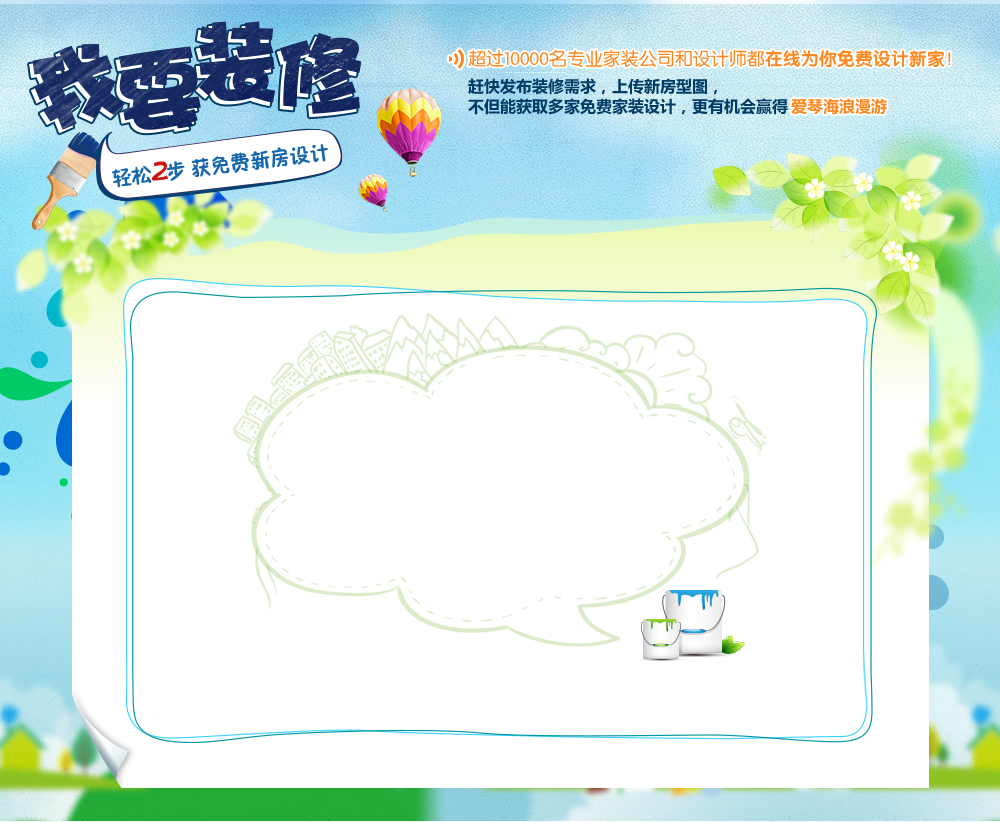 我要装修
轻松2步 获免费新房设计
超过10000名专业家装公司和设计师都在线为你免费设计新家！
赶快发布装修需求，上传新房型图，
不但能获取多家免费家装设计，更有机会赢得 爱琴海浪漫游